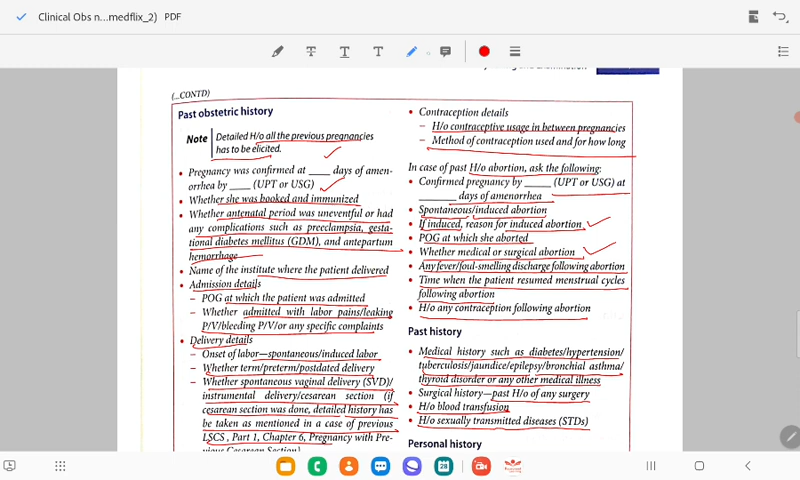 Clinical Obs n...medflix_2) PDF
(...CONTD)
Past obstetric history
Note Detailed H/o all the previous pregnancies
has to be elicited.
• Pregnancy was confirmed at ____ days of amen-
orrhea by ____ (UPT or USG)
• Whether she was booked and immunized
• Whether antenatal period was uneventful or had
any complications such as preeclampsia, gesta-
tional diabetes mellitus (GDM), and antepartum
hemorrhage
• Name of the institute where the patient delivered
• Admission details
– POG at which the patient was admitted
– Whether admitted with labor pains/leaking
P/V/bleeding P/V/or any specific complaints
• Delivery details
– Onset of labor—spontaneous/induced labor
– Whether term/preterm/postdated delivery
– Whether spontaneous vaginal delivery (SVD)/
instrumental delivery/cesarean section (if
cesarean section was done, detailed history has
be taken as mentioned in a case of previous
LSCS, Part 1, Chapter 6, Pregnancy with Pre-
vious Cesarean Section)
• Contraception details
– H/o contraceptive usage in between pregnancies
– Method of contraception used and for how long
In case of past H/o abortion, ask the following:
• Confirmed pregnancy by _____ (UPT or USG) at
_______ days of amenorrhea
• Spontaneous/induced abortion
• If induced, reason for induced abortion
• POG at which she aborted
• Whether medical or surgical abortion
• Any fever/foul-smelling discharge following abortion
• Time when the patient resumed menstrual cycles
following abortion
• H/o any contraception following abortion
Past history
• Medical history such as diabetes/hypertension/
tuberculosis/jaundice/epilepsy/bronchial asthma/
thyroid disorder or any other medical illness
• Surgical history—past H/o of any surgery
• H/o blood transfusion
• H/o sexually transmitted diseases (STDs)
Personal history
28